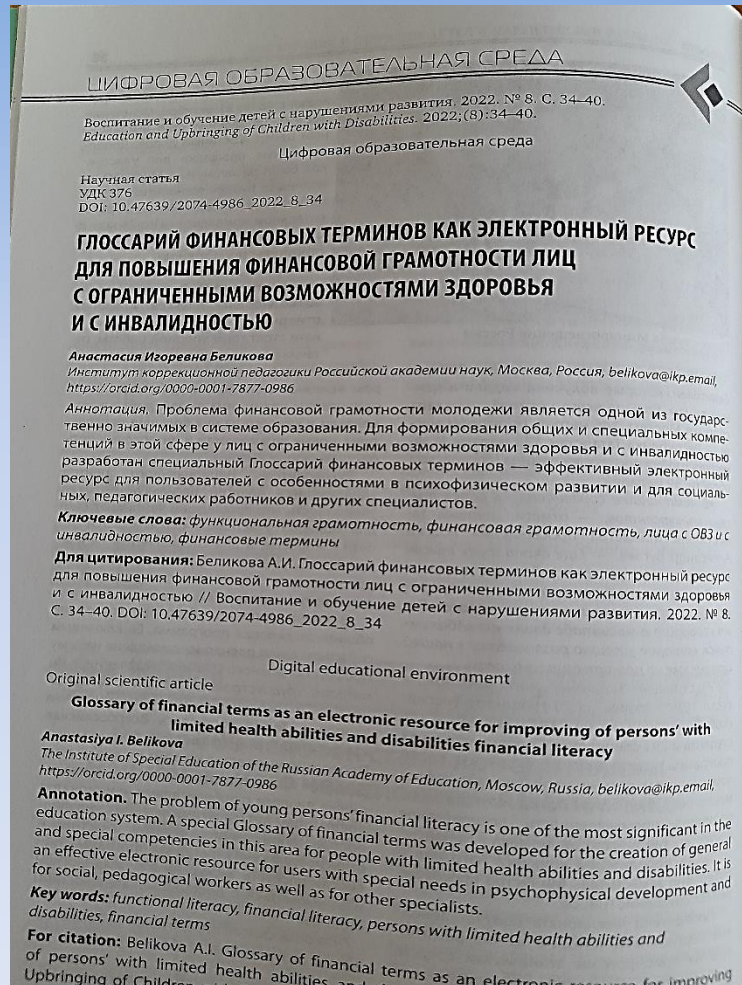 ЦИФРОВАЯ ОБРАЗОВАТЕЛЬНАЯ СРЕДА
Воспитание и обучение детей с нарушениями развития. 2022. № 8. С. 34–40.
Education and Upbringing of Children with Disabilities. 2022;(8):34–40.
Цифровая образовательная среда
Научная статья
УДК 376
DOI: 10.47639/2074-4986_2022_8_34
ГЛОССАРИЙ ФИНАНСОВЫХ ТЕРМИНОВ КАК ЭЛЕКТРОННЫЙ РЕСУРС
ДЛЯ ПОВЫШЕНИЯ ФИНАНСОВОЙ ГРАМОТНОСТИ ЛИЦ
С ОГРАНИЧЕННЫМИ ВОЗМОЖНОСТЯМИ ЗДОРОВЬЯ
И С ИНВАЛИДНОСТЬЮ
Анастасия Игоревна Беликова
Институт коррекционной педагогики Российской академии наук, Москва, Россия, belikova@ikp.email,
https://orcid.org/0000-0001-7877-0986
Аннотация. Проблема финансовой грамотности молодежи является одной из государс-
твенно значимых в системе образования. Для формирования общих и специальных компе-
тенций в этой сфере у лиц с ограниченными возможностями здоровья и с инвалидностью
разработан специальный Глоссарий финансовых терминов — эффективный электронный
ресурс для пользователей с особенностями в психофизическом развитии и для социаль-
ных, педагогических работников и других специалистов.
Ключевые слова: функциональная грамотность, финансовая грамотность, лица с ОВЗ и с
инвалидностью, финансовые термины
Для цитирования: Беликова А.И. Глоссарий финансовых терминов как электронный ресурс
для повышения финансовой грамотности лиц с ограниченными возможностями здоровья
и с инвалидностью // Воспитание и обучение детей с нарушениями развития. 2022. № 8.
С. 34–40. DOI: 10.47639/2074-4986_2022_8_34
Digital educational environment
Original scientific article
Glossary of financial terms as an electronic resource for improving of persons’ with
limited health abilities and disabilities financial literacy
Anastasiya I. Belikova
The Institute of Special Education of the Russian Academy of Education, Moscow, Russia, belikova@ikp.email,
https://orcid.org/0000-0001-7877-0986
Annotation. The problem of young persons’ financial literacy is one of the most significant in the
education system. A special Glossary of financial terms was developed for the creation of general
and special competencies in this area for people with limited health abilities and disabilities. It is
an effective electronic resource for users with special needs in psychophysical development and
for social, pedagogical workers as well as for other specialists.
Key words: functional literacy, financial literacy, persons with limited health abilities and
disabilities, financial terms
For citation: Belikova A.I. Glossary of financial terms as an electronic resource for improving
of persons’ with limited health abilities and
Upbringing of Children